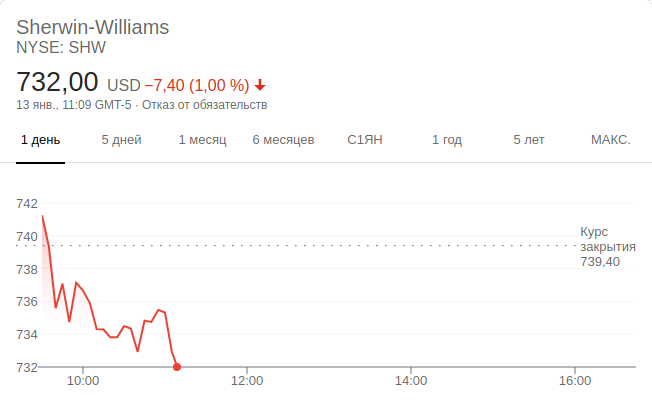 Sherwin-Williams
NYSE: SHW
732,00 USD −7,40 (1,00 %)
13 янв., 11:09 GMT-5 · Отказ от обязательств
1 день 5 дней 1 месяц 6 месяцев С1ЯН 1 год 5 лет МАКС.
742
740
738
736
734
732
Курс
закрытия
739,40
10:00 12:00 14:00 16:00